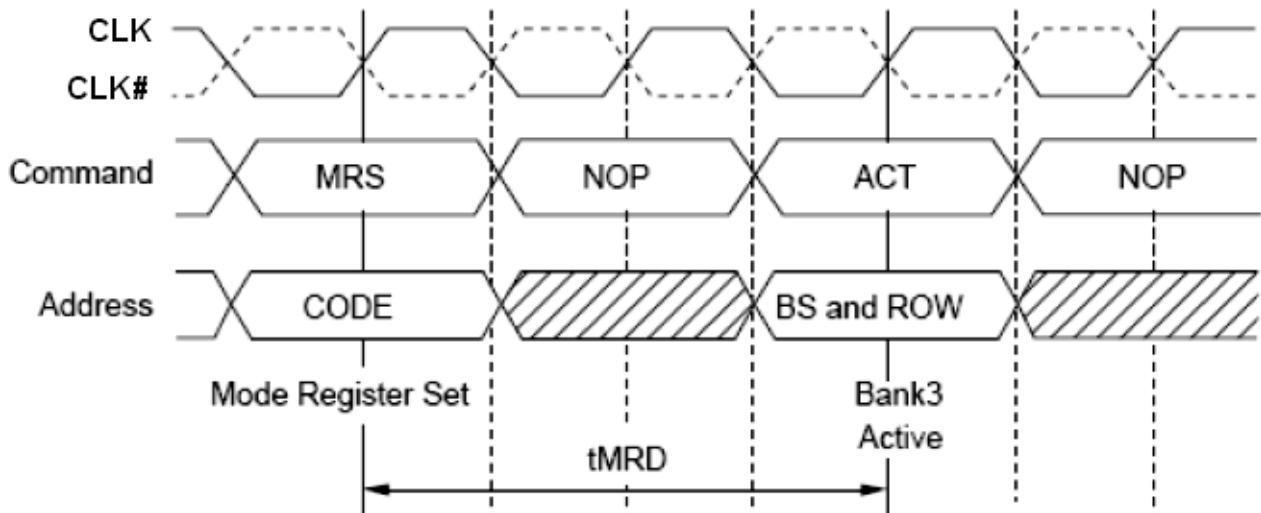 CLK
CLK#
Command MRS NOP ACT NOP
Address CODE BS and ROW
Mode Register Set Bank3
Active
tMRD